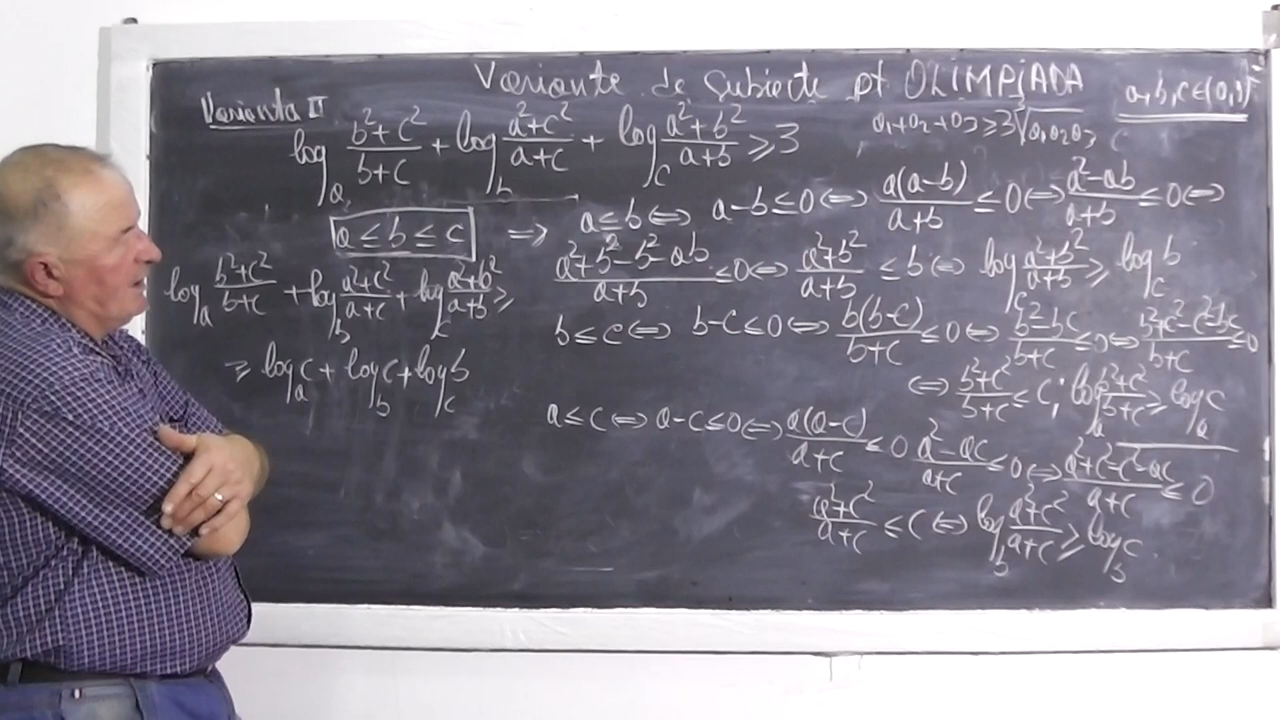 Variante de subiecte pt OLIMPIADA
Varianta II
a, b, c ∈ (0, 1)
a₁+a₂+a₃ ≥ 3∛(a₁a₂a₃)
log_a (b²+c²)/(b+c) + log_b (a²+c²)/(a+c) + log_c (a²+b²)/(a+b) ≥ 3
a ≤ b ≤ c ⇒
log_a (b²+c²)/(b+c) + log_b (a²+c²)/(a+c) + log_c (a²+b²)/(a+b) ≥
≥ log_a c + log_b c + log_c b
a ≤ b ⇔ a-b ≤ 0 ⇔ a(a-b)/(a+b) ≤ 0 ⇔ (a²-ab)/(a+b) ≤ 0 ⇔
(a²+b²-b²-ab)/(a+b) ≤ 0 ⇔ (a²+b²)/(a+b) ≤ b ⇔ log_c (a²+b²)/(a+b) ≥ log_c b
b ≤ c ⇔ b-c ≤ 0 ⇔ b(b-c)/(b+c) ≤ 0 ⇔ (b²-bc)/(b+c) ≤ 0 ⇔ (b²+c²-c²-bc)/(b+c) ≤ 0
⇔ (b²+c²)/(b+c) ≤ c; log_a (b²+c²)/(b+c) ≥ log_a c
a ≤ c ⇔ a-c ≤ 0 ⇔ a(a-c)/(a+c) ≤ 0 (a²-ac)/(a+c) ≤ 0 ⇔ (a²+c²-c²-ac)/(a+c) ≤ 0
(a²+c²)/(a+c) ≤ c ⇔ log_b (a²+c²)/(a+c) ≥ log_b c